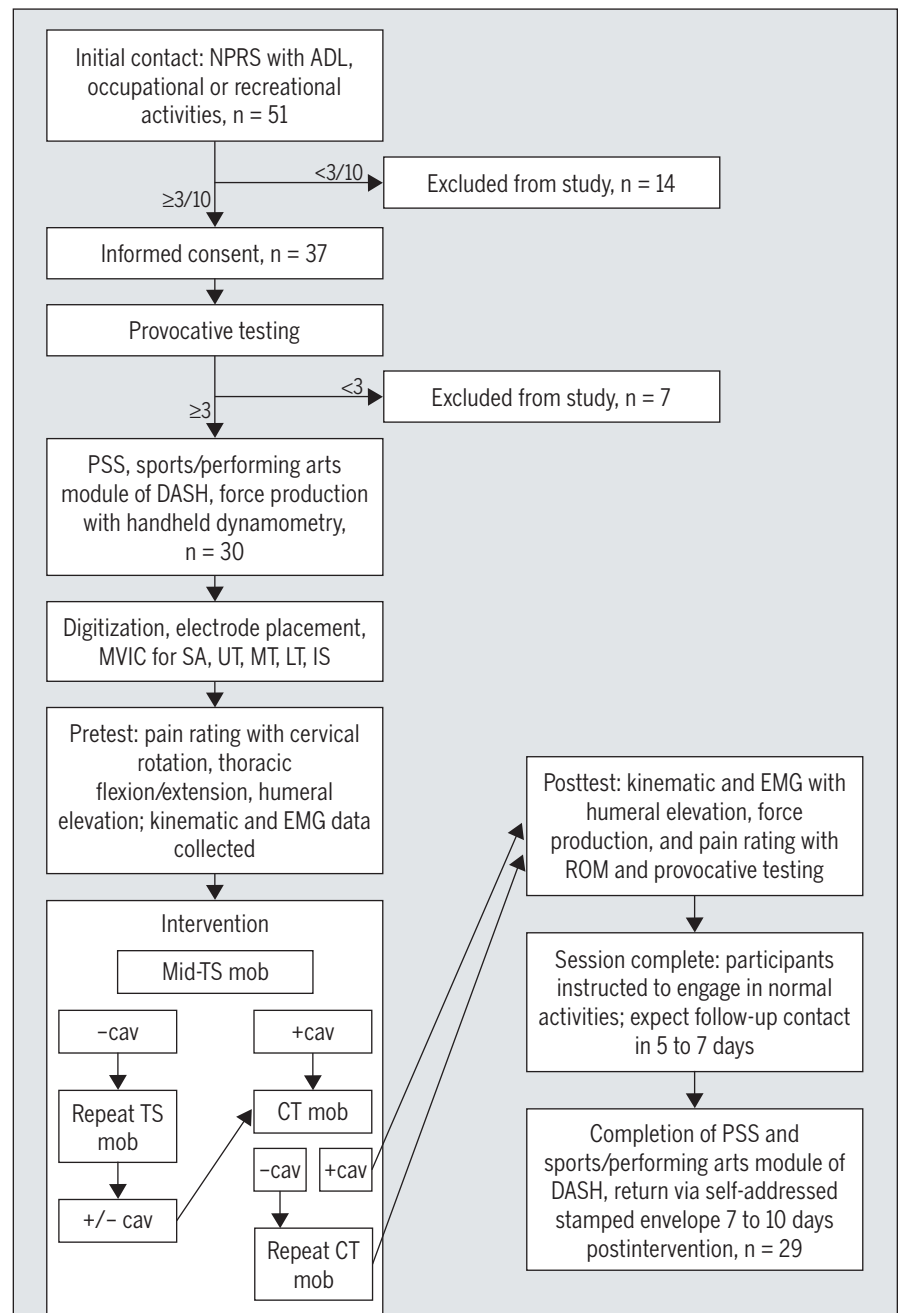 Initial contact: NPRS with ADL,
occupational or recreational
activities, n = 51
<3/10
Excluded from study, n = 14
≥3/10
Informed consent, n = 37
Provocative testing
<3
Excluded from study, n = 7
≥3
PSS, sports/performing arts
module of DASH, force production
with handheld dynamometry,
n = 30
Digitization, electrode placement,
MVIC for SA, UT, MT, LT, IS
Pretest: pain rating with cervical
rotation, thoracic
flexion/extension, humeral
elevation; kinematic and EMG data
collected
Intervention
Mid-TS mob
–cav
+cav
Repeat TS
mob
CT mob
+/– cav
–cav
+cav
Repeat CT
mob
Posttest: kinematic and EMG with
humeral elevation, force
production, and pain rating with
ROM and provocative testing
Session complete: participants
instructed to engage in normal
activities; expect follow-up contact
in 5 to 7 days
Completion of PSS and
sports/performing arts module of
DASH, return via self-addressed
stamped envelope 7 to 10 days
postintervention, n = 29